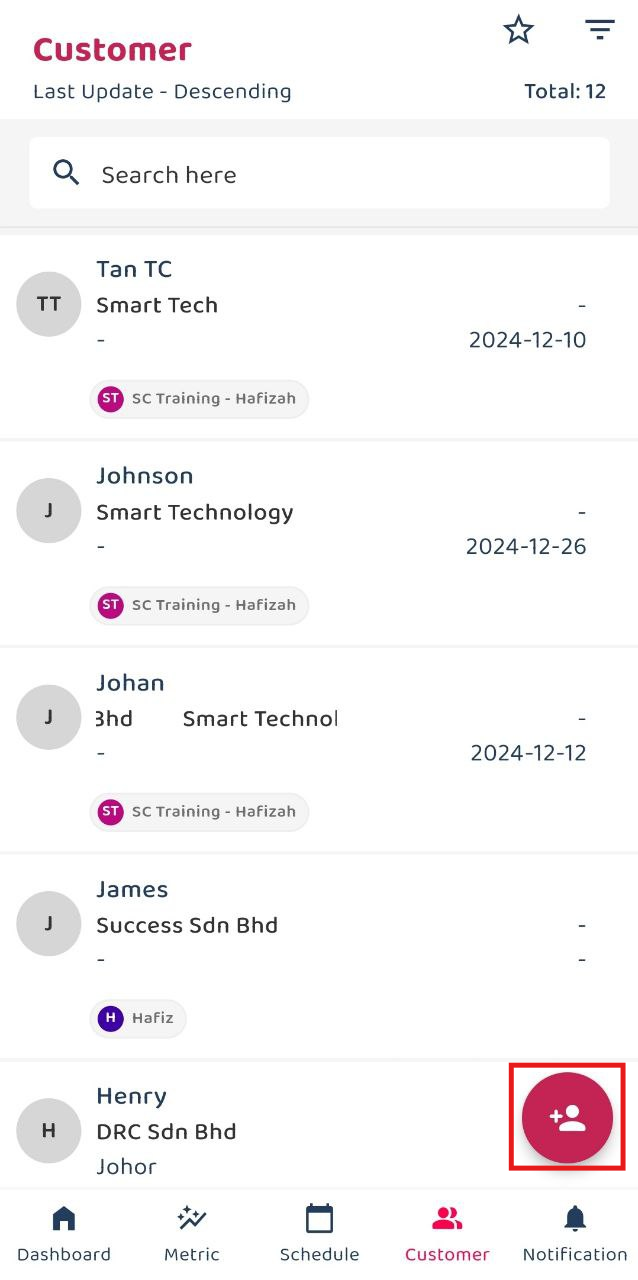 Customer
Last Update - Descending
Total: 12
Search here
TT
Tan TC
Smart Tech
-
-
2024-12-10
ST SC Training - Hafizah
J
Johnson
Smart Technology
-
-
2024-12-26
ST SC Training - Hafizah
J
Johan
Bhd Smart Technol
-
-
2024-12-12
ST SC Training - Hafizah
J
James
Success Sdn Bhd
-
-
-
H Hafiz
H
Henry
DRC Sdn Bhd
Johor
Dashboard Metric Schedule Customer Notification